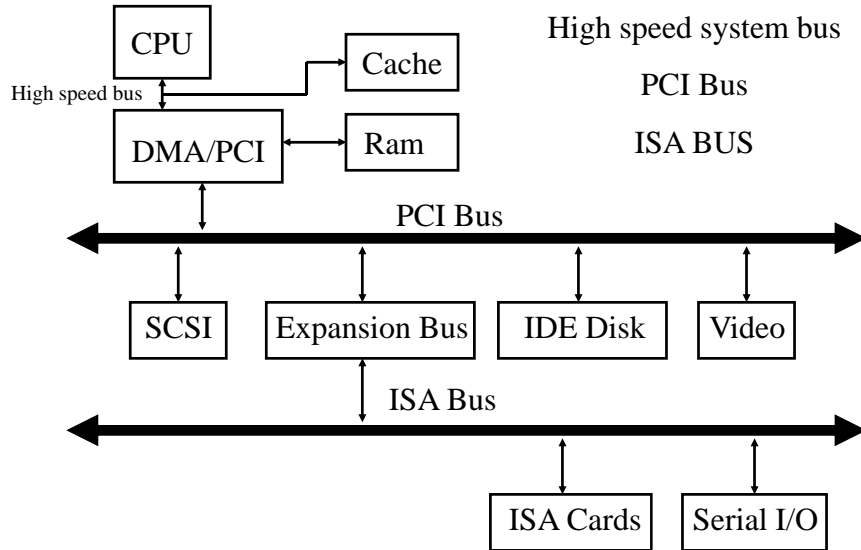 CPU
High speed bus
Cache
DMA/PCI
Ram
High speed system bus
PCI Bus
ISA BUS
PCI Bus
SCSI
Expansion Bus
IDE Disk
Video
ISA Bus
ISA Cards
Serial I/O